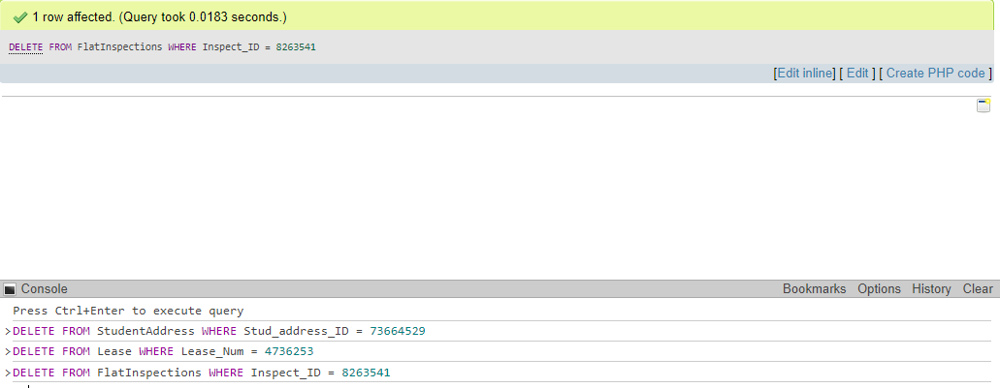 1 row affected. (Query took 0.0183 seconds.)
DELETE FROM FlatInspections WHERE Inspect_ID = 8263541
[Edit inline] [ Edit ] [ Create PHP code ]
Console Bookmarks Options History Clear
Press Ctrl+Enter to execute query
>DELETE FROM StudentAddress WHERE Stud_address_ID = 73664529
>DELETE FROM Lease WHERE Lease_Num = 4736253
>DELETE FROM FlatInspections WHERE Inspect_ID = 8263541